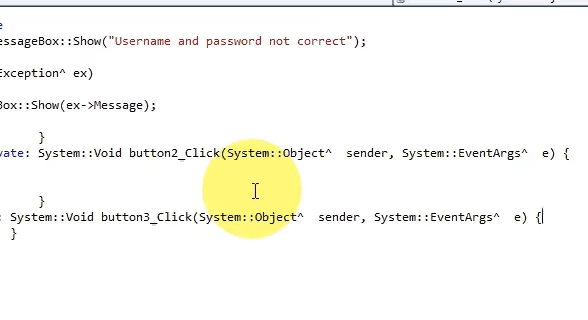 e
essageBox::Show("Username and password not correct");
Exception^ ex)
Box::Show(ex->Message);
}
vate: System::Void button2_Click(System::Object^ sender, System::EventArgs^ e) {
}
: System::Void button3_Click(System::Object^ sender, System::EventArgs^ e) {
}